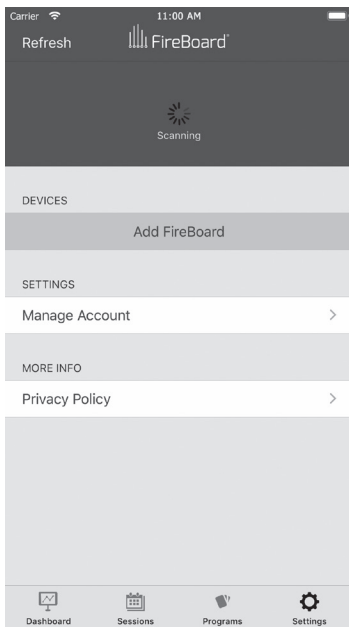 Carrier 11:00 AM
Refresh FireBoard®
Scanning
DEVICES
Add FireBoard
SETTINGS
Manage Account
MORE INFO
Privacy Policy
Dashboard Sessions Programs Settings